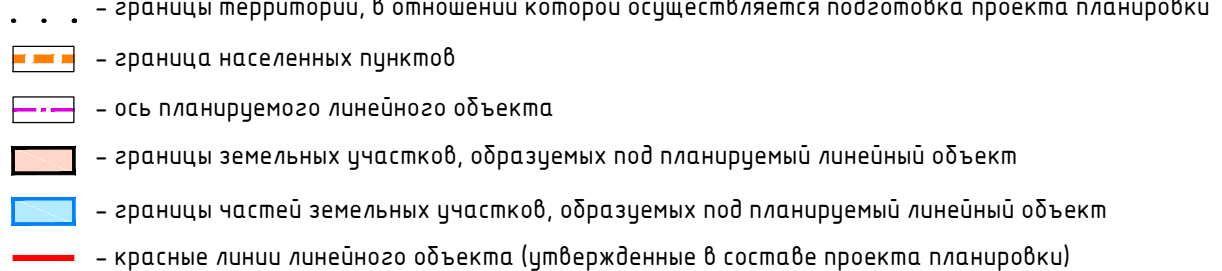 – границы территории, в отношении которой осуществляется подготовка проекта планировки
– граница населенных пунктов
– ось планируемого линейного объекта
– границы земельных участков, образуемых под планируемый линейный объект
– границы частей земельных участков, образуемых под планируемый линейный объект
– красные линии линейного объекта (утвержденные в составе проекта планировки)